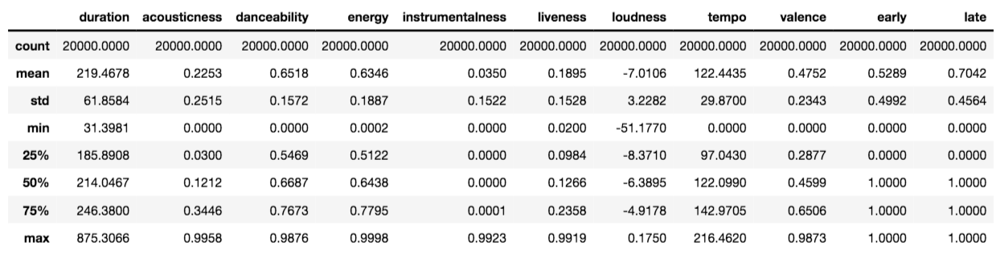 duration acousticness danceability energy instrumentalness liveness loudness tempo valence early late
count 20000.0000 20000.0000 20000.0000 20000.0000 20000.0000 20000.0000 20000.0000 20000.0000 20000.0000 20000.0000 20000.0000
mean 219.4678 0.2253 0.6518 0.6346 0.0350 0.1895 -7.0106 122.4435 0.4752 0.5289 0.7042
std 61.8584 0.2515 0.1572 0.1887 0.1522 0.1528 3.2282 29.8700 0.2343 0.4992 0.4564
min 31.3981 0.0000 0.0000 0.0002 0.0000 0.0200 -51.1770 0.0000 0.0000 0.0000 0.0000
25% 185.8908 0.0300 0.5469 0.5122 0.0000 0.0984 -8.3710 97.0430 0.2877 0.0000 0.0000
50% 214.0467 0.1212 0.6687 0.6438 0.0000 0.1266 -6.3895 122.0990 0.4599 1.0000 1.0000
75% 246.3800 0.3446 0.7673 0.7795 0.0001 0.2358 -4.9178 142.9705 0.6506 1.0000 1.0000
max 875.3066 0.9958 0.9876 0.9998 0.9923 0.9919 0.1750 216.4620 0.9873 1.0000 1.0000